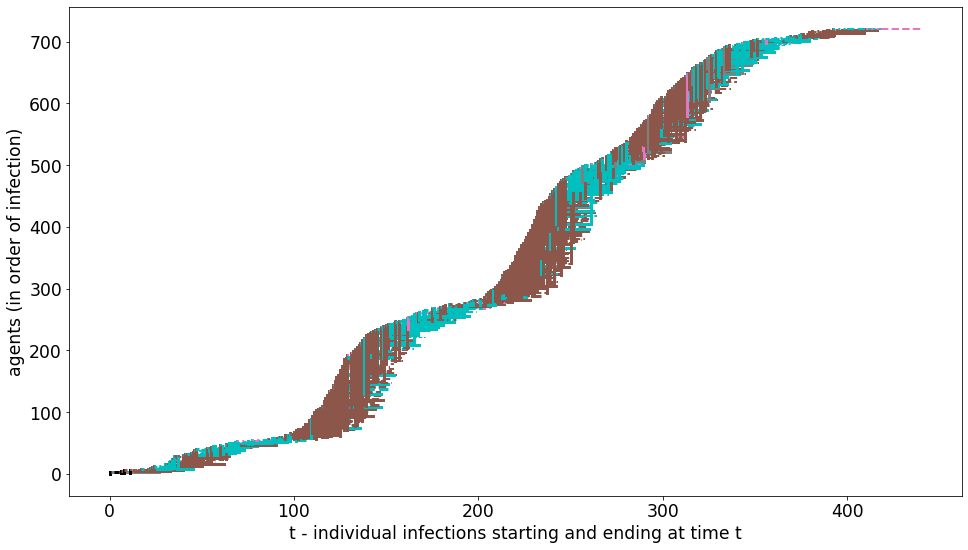 700
600
500
400
300
200
100
0
agents (in order of infection)
0 100 200 300 400
t - individual infections starting and ending at time t